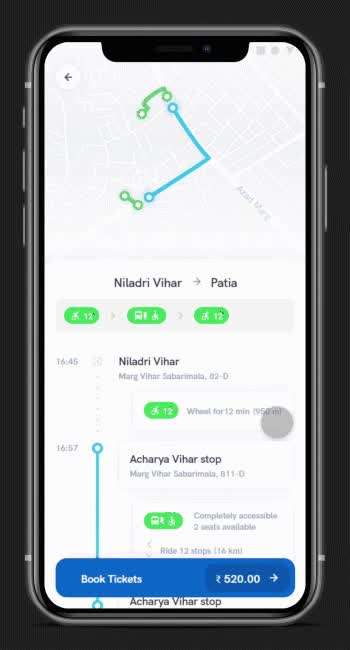 Azad Marg
Niladri Vihar → Patia
12
12
16:45
Niladri Vihar
Marg Vihar Sabarimala, 82-D
12
Wheel for12 min (950 m)
16:57
Acharya Vihar stop
Marg Vihar Sabarimala, 811-D
Completely accessible
2 seats available
Ride 12 stops (16 km)
Book Tickets
₹ 520.00 →
Acharya Vihar stop